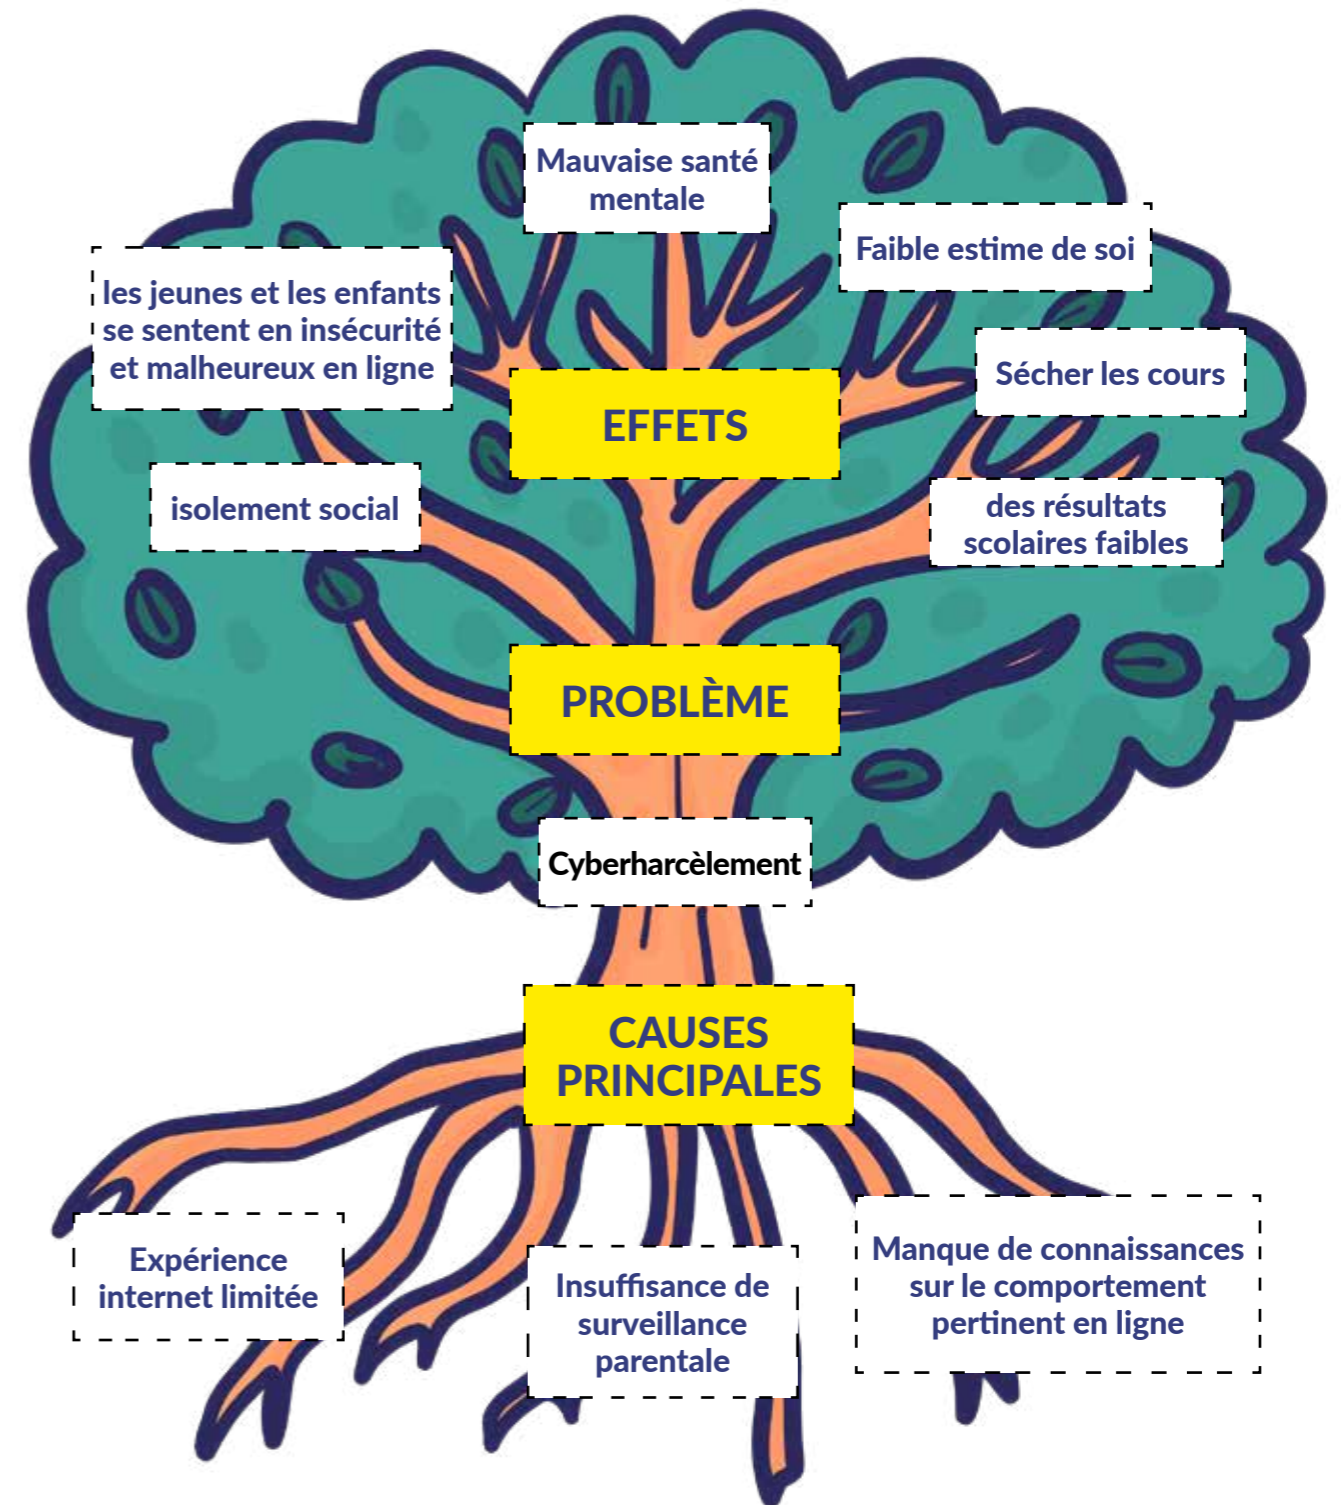 Mauvaise santé
mentale
Faible estime de soi
les jeunes et les enfants
se sentent en insécurité
et malheureux en ligne
Sécher les cours
EFFETS
isolement social
des résultats
scolaires faibles
PROBLÈME
Cyberharcèlement
CAUSES
PRINCIPALES
Expérience
internet limitée
Insuffisance de
surveillance
parentale
Manque de connaissances
sur le comportement
pertinent en ligne